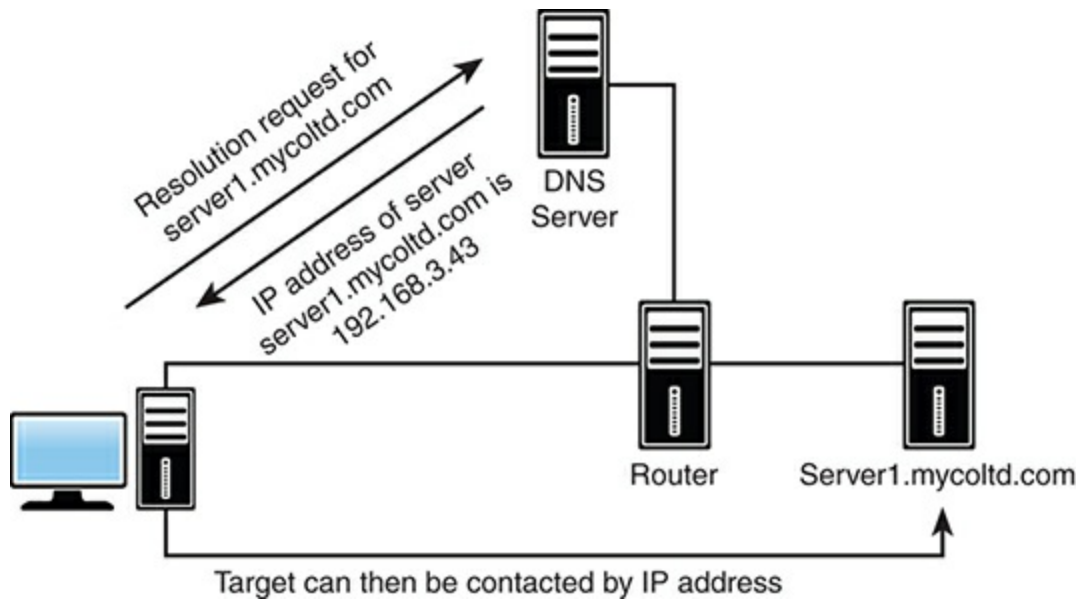 Resolution request for
server1.mycoltd.com
IP address of server
server1.mycoltd.com is
192.168.3.43
DNS
Server
Router
Server1.mycoltd.com
Target can then be contacted by IP address